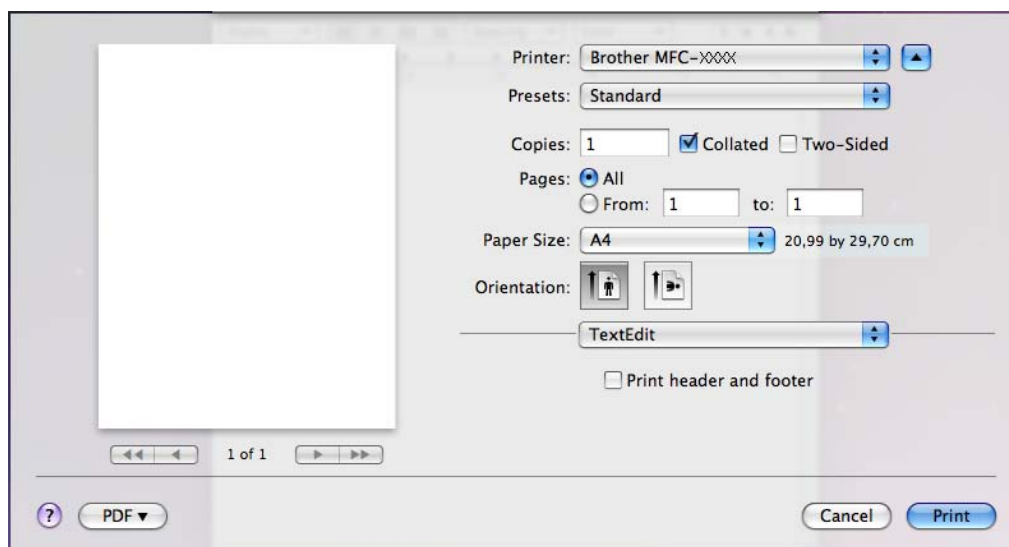 Printer: Brother MFC-XXXX
Presets: Standard
Copies: 1 Collated Two-Sided
Pages: All
From: 1 to: 1
Paper Size: A4 20,99 by 29,70 cm
Orientation:
TextEdit
Print header and footer
1 of 1
? PDF Cancel Print